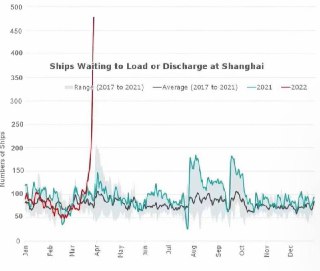 500
450
400
Ships Waiting to Load or Discharge at Shanghai
350
Range (2017 to 2021) Average (2017 to 2021) 2021 2022
300
250
200
150
100
50
0
Numbers of Ships
Jan Feb Mar Apr May Jun Jul Aug Sep Oct Nov Dec